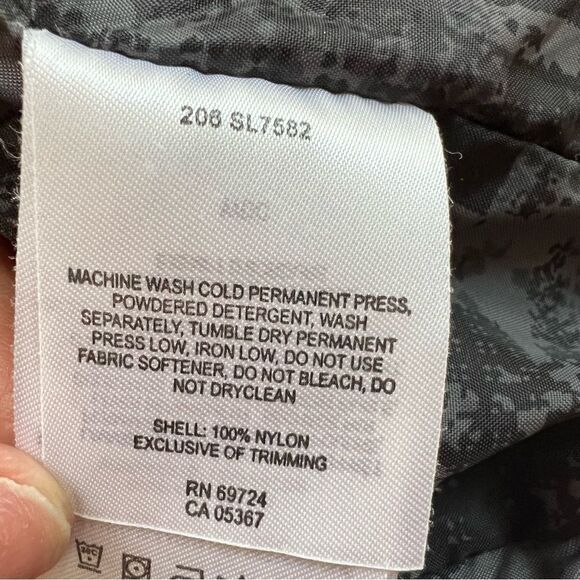 206 SL7582
MACHINE WASH COLD PERMANENT PRESS,
POWDERED DETERGENT, WASH
SEPARATELY, TUMBLE DRY PERMANENT
PRESS LOW, IRON LOW, DO NOT USE
FABRIC SOFTENER, DO NOT BLEACH, DO
NOT DRYCLEAN
SHELL: 100% NYLON
EXCLUSIVE OF TRIMMING
RN 69724
CA 05367